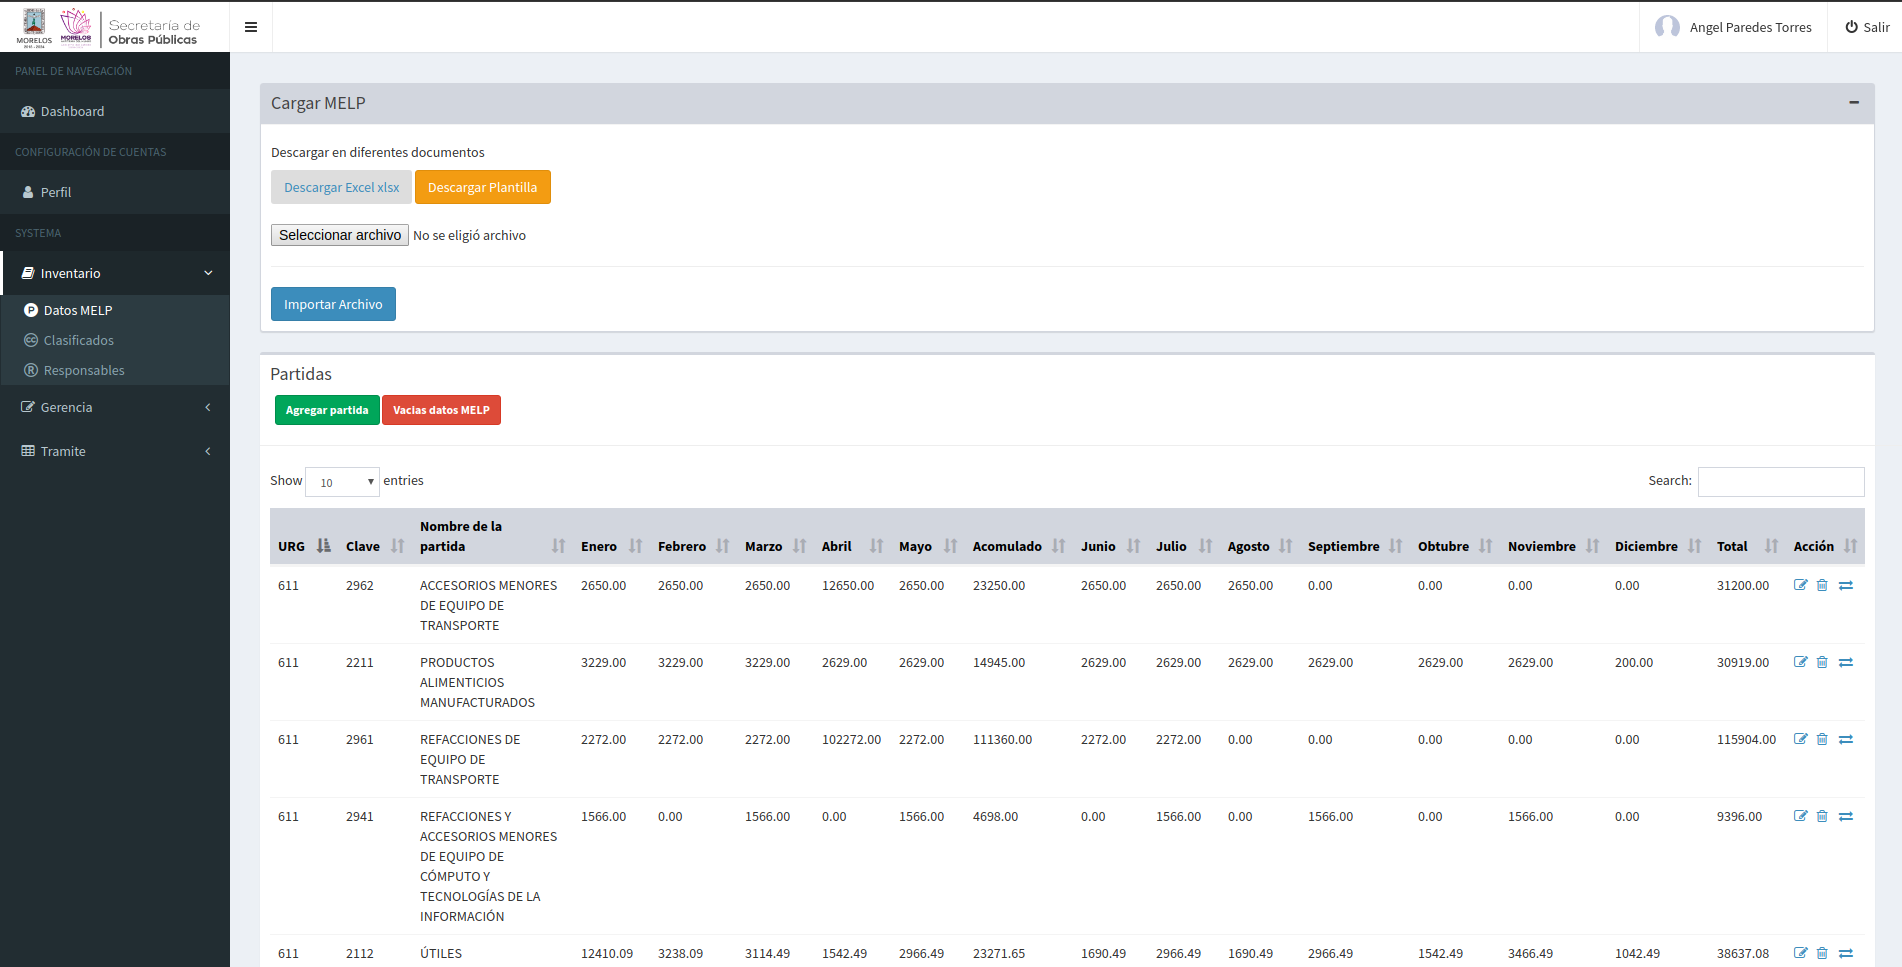 MORELOS
2018 - 2024
MORELOS
Secretaría de
Obras Públicas
Angel Paredes Torres
Salir
PANEL DE NAVEGACIÓN
Dashboard
CONFIGURACIÓN DE CUENTAS
Perfil
SYSTEMA
Inventario
Datos MELP
Clasificados
Responsables
Gerencia
Tramite
Cargar MELP
Descargar en diferentes documentos
Descargar Excel xlsx Descargar Plantilla
Seleccionar archivo No se eligió archivo
Importar Archivo
Partidas
Agregar partida Vacias datos MELP
Show 10 entries Search:
Nombre de la
URG Clave partida Enero Febrero Marzo Abril Mayo Acumulado Junio Julio Agosto Septiembre Obtubre Noviembre Diciembre Total Acción
611 2962 ACCESORIOS MENORES 2650.00 2650.00 2650.00 12650.00 2650.00 23250.00 2650.00 2650.00 2650.00 0.00 0.00 0.00 0.00 31200.00
DE EQUIPO DE
TRANSPORTE
611 2211 PRODUCTOS 3229.00 3229.00 3229.00 2629.00 2629.00 14945.00 2629.00 2629.00 2629.00 2629.00 2629.00 2629.00 200.00 30919.00
ALIMENTICIOS
MANUFACTURADOS
611 2961 REFACCIONES DE 2272.00 2272.00 2272.00 102272.00 2272.00 111360.00 2272.00 2272.00 0.00 0.00 0.00 0.00 0.00 115904.00
EQUIPO DE
TRANSPORTE
611 2941 REFACCIONES Y 1566.00 0.00 1566.00 0.00 1566.00 4698.00 0.00 1566.00 0.00 1566.00 0.00 1566.00 0.00 9396.00
ACCESORIOS MENORES
DE EQUIPO DE
CÓMPUTO Y
TECNOLOGÍAS DE LA
INFORMACIÓN
611 2112 ÚTILES 12410.09 3238.09 3114.49 1542.49 2966.49 23271.65 1690.49 2966.49 1690.49 2966.49 1542.49 3466.49 1042.49 38637.08